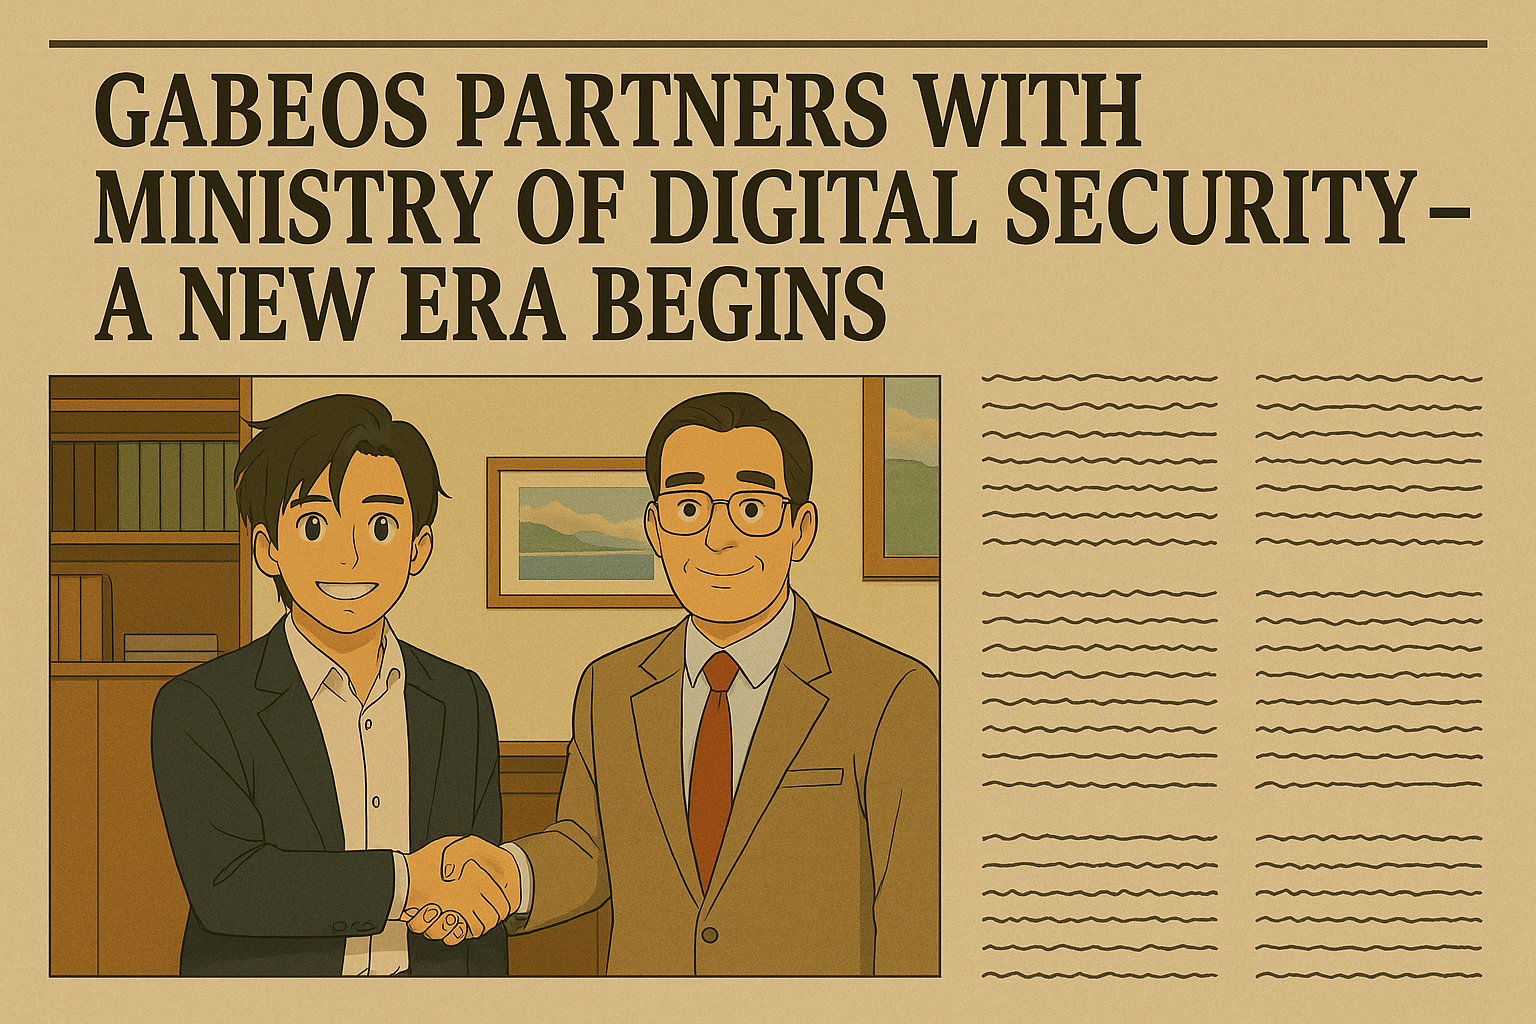 GABEOS PARTNERS WITH
MINISTRY OF DIGITAL SECURITY–
A NEW ERA BEGINS